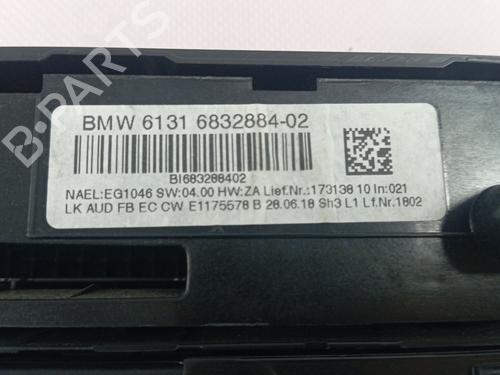 BMW 6131 6832884-02
BI683288402
NAEL:EG1046 SW:04.00 HW:ZA Lief.Nr.:173138 10 In:021
LK AUD FB EC CW E1175578 B 28.06.18 Sh3 L1 Lf.Nr.1802
B-PARTS